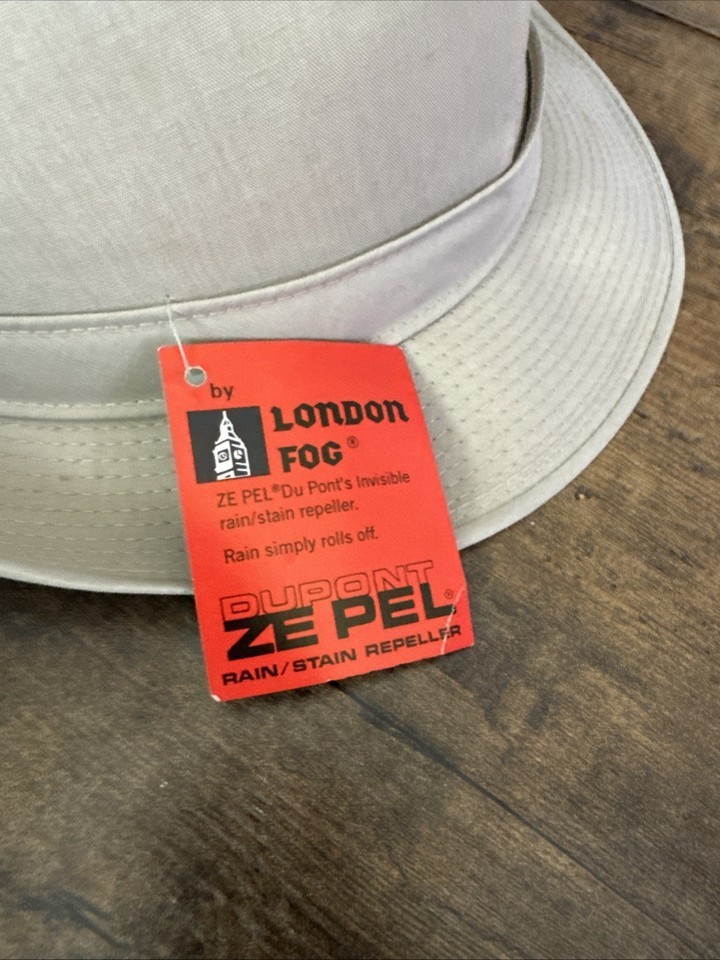 by
LONDON
FOG®
ZE PEL® Du Pont's Invisible
rain/stain repeller.
Rain simply rolls off.
DUPONT
ZE PEL®
RAIN/STAIN REPELLER